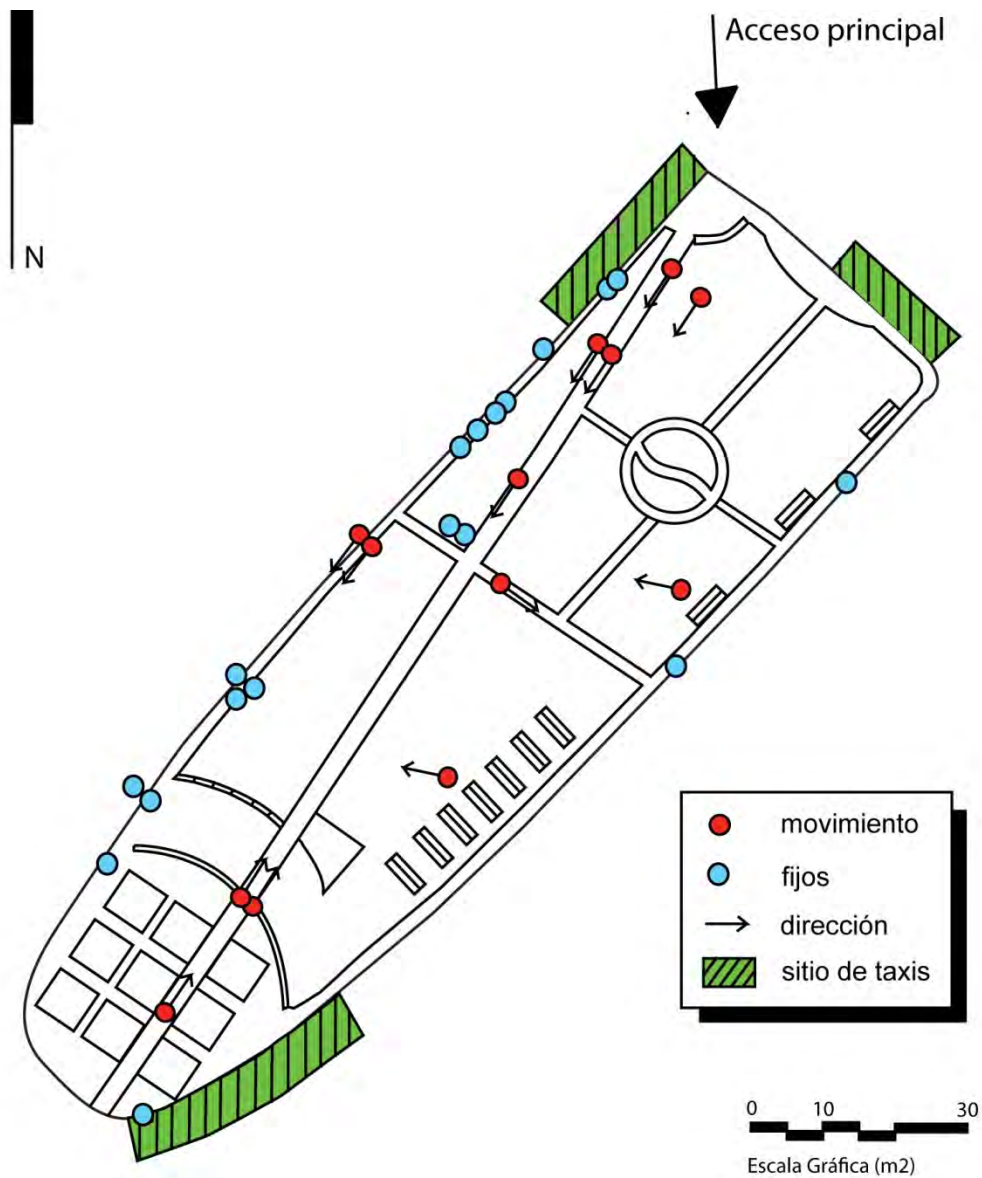 Acceso principal
N
movimiento
fijos
dirección
sitio de taxis
0 10 30
Escala Gráfica (m2)